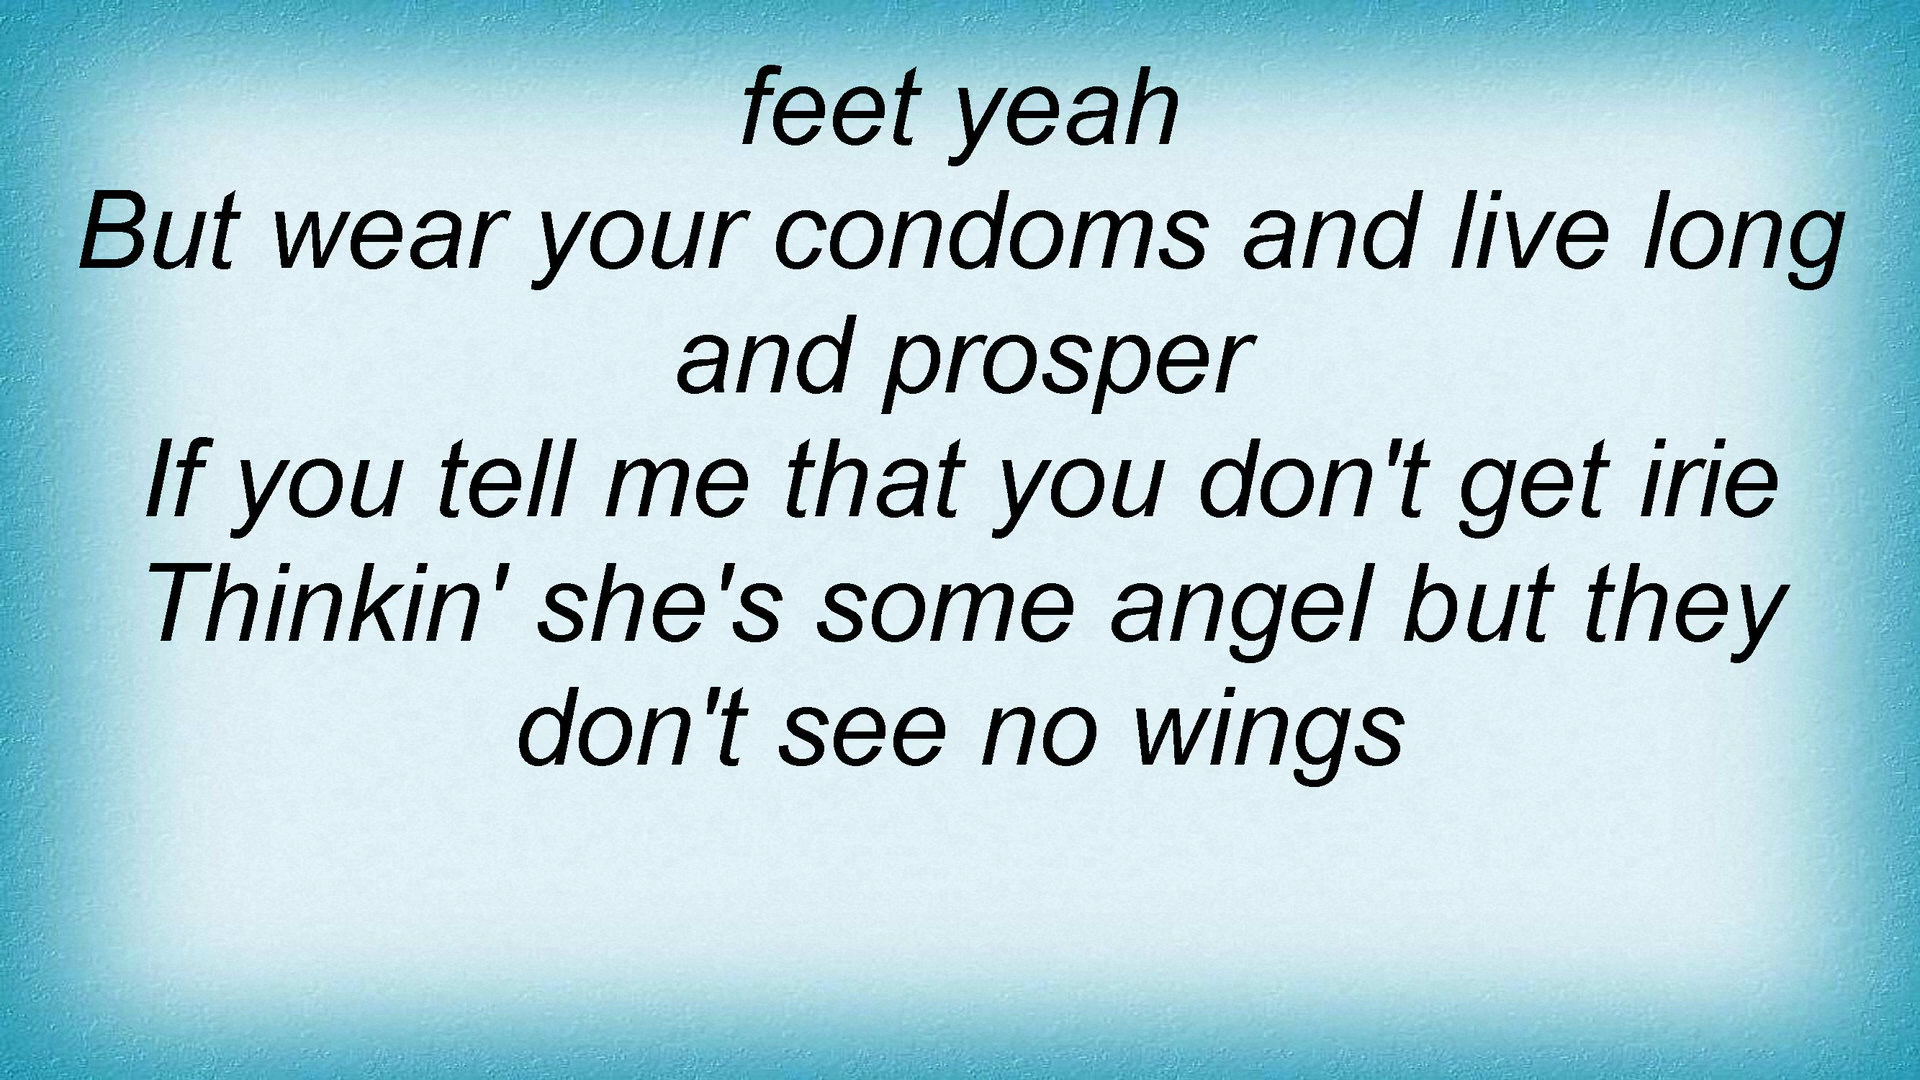 feet yeah
But wear your condoms and live long
and prosper
If you tell me that you don't get irie
Thinkin' she's some angel but they
don't see no wings